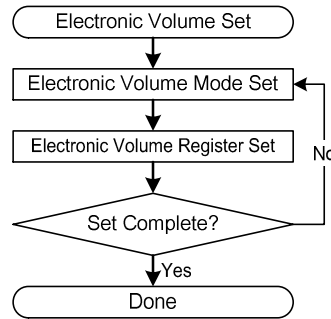 Electronic Volume Set
Electronic Volume Mode Set
Electronic Volume Register Set
No
Set Complete?
Yes
Done